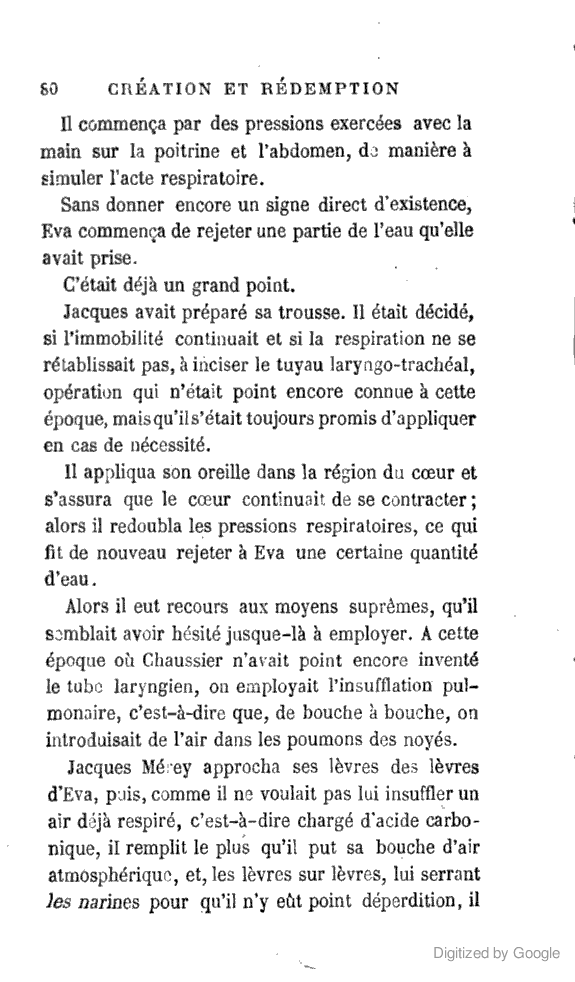 80 CRÉATION ET RÉDEMPTION
Il commença par des pressions exercées avec la
main sur la poitrine et l'abdomen, de manière à
simuler l'acte respiratoire.
Sans donner encore un signe direct d'existence,
Eva commença de rejeter une partie de l'eau qu'elle
avait prise.
C'était déjà un grand point.
Jacques avait préparé sa trousse. Il était décidé,
si l'immobilité continuait et si la respiration ne se
rétablissait pas, à inciser le tuyau laryngo-trachéal,
opération qui n'était point encore connue à cette
époque, mais qu'il s'était toujours promis d'appliquer
en cas de nécessité.
Il appliqua son oreille dans la région du cœur et
s'assura que le cœur continuait de se contracter ;
alors il redoubla les pressions respiratoires, ce qui
fit de nouveau rejeter à Eva une certaine quantité
d'eau.
Alors il eut recours aux moyens suprêmes, qu'il
semblait avoir hésité jusque-là à employer. A cette
époque où Chaussier n'avait point encore inventé
le tube laryngien, on employait l'insufflation pul-
monaire, c'est-à-dire que, de bouche à bouche, on
introduisait de l'air dans les poumons des noyés.
Jacques Mérey approcha ses lèvres des lèvres
d'Eva, puis, comme il ne voulait pas lui insuffler un
air déjà respiré, c'est-à-dire chargé d'acide carbo-
nique, il remplit le plus qu'il put sa bouche d'air
atmosphérique, et, les lèvres sur lèvres, lui serrant
les narines pour qu'il n'y eût point déperdition, il
Digitized by Google